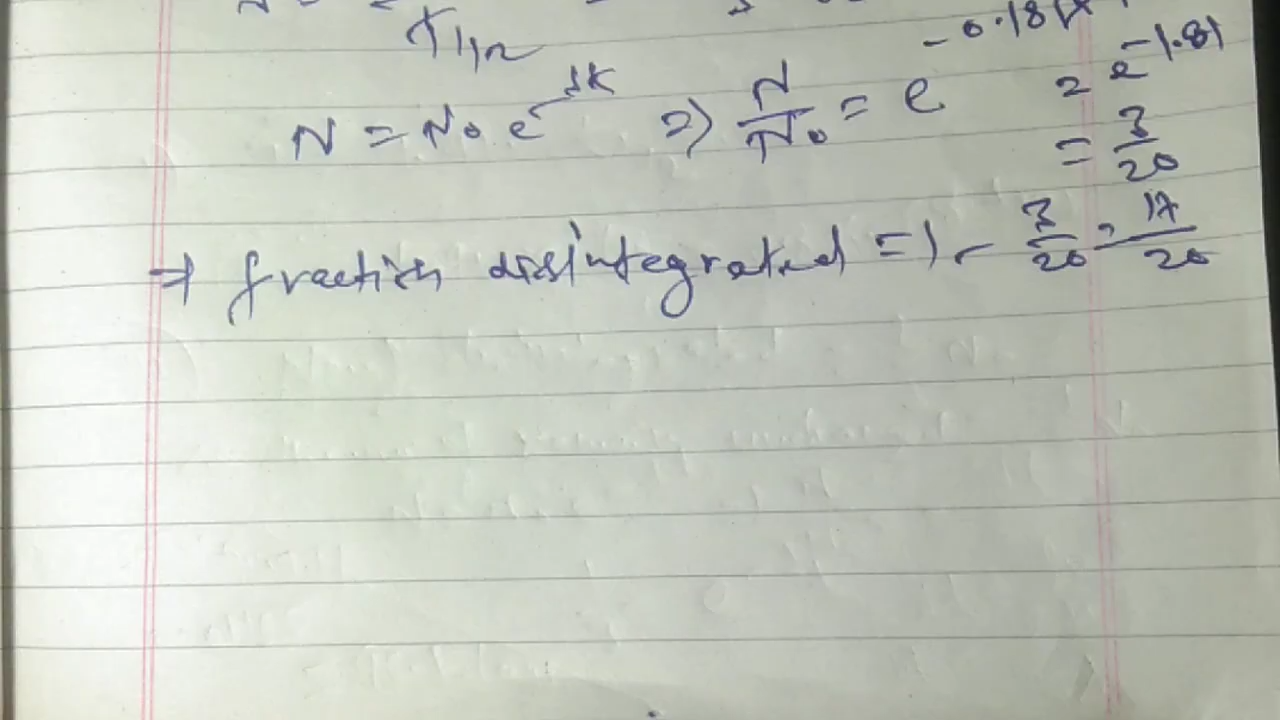 T1/2
N = N₀ e^-λt ⇒ N/N₀ = e^-0.181× = e^-1.81
= 3/20
→ fraction disintegrated = 1 - 3/20 = 17/20